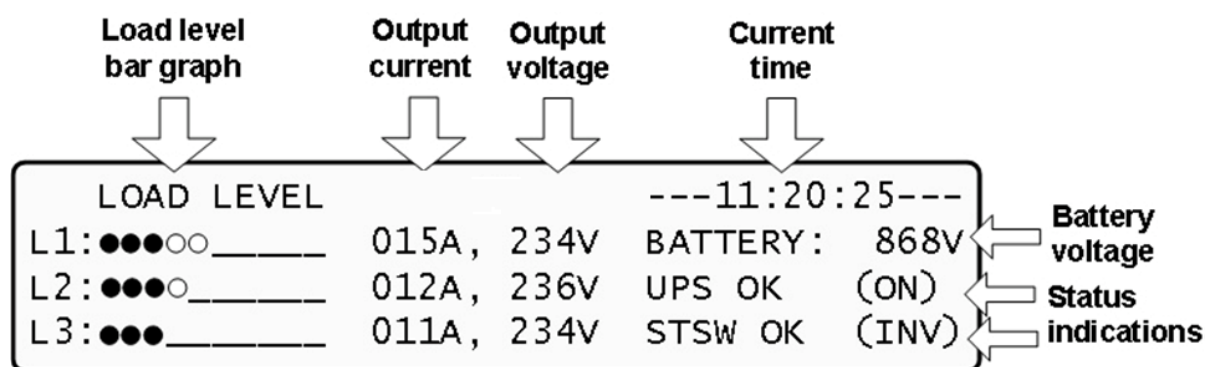 Load level
bar graph
Output
current
Output
voltage
Current
time
LOAD LEVEL ---11:20:25---
L1:●●●○○_____ 015A, 234V BATTERY: 868V
L2:●●●○______ 012A, 236V UPS OK (ON)
L3:●●●_______ 011A, 234V STSW OK (INV)
Battery
voltage
Status
indications